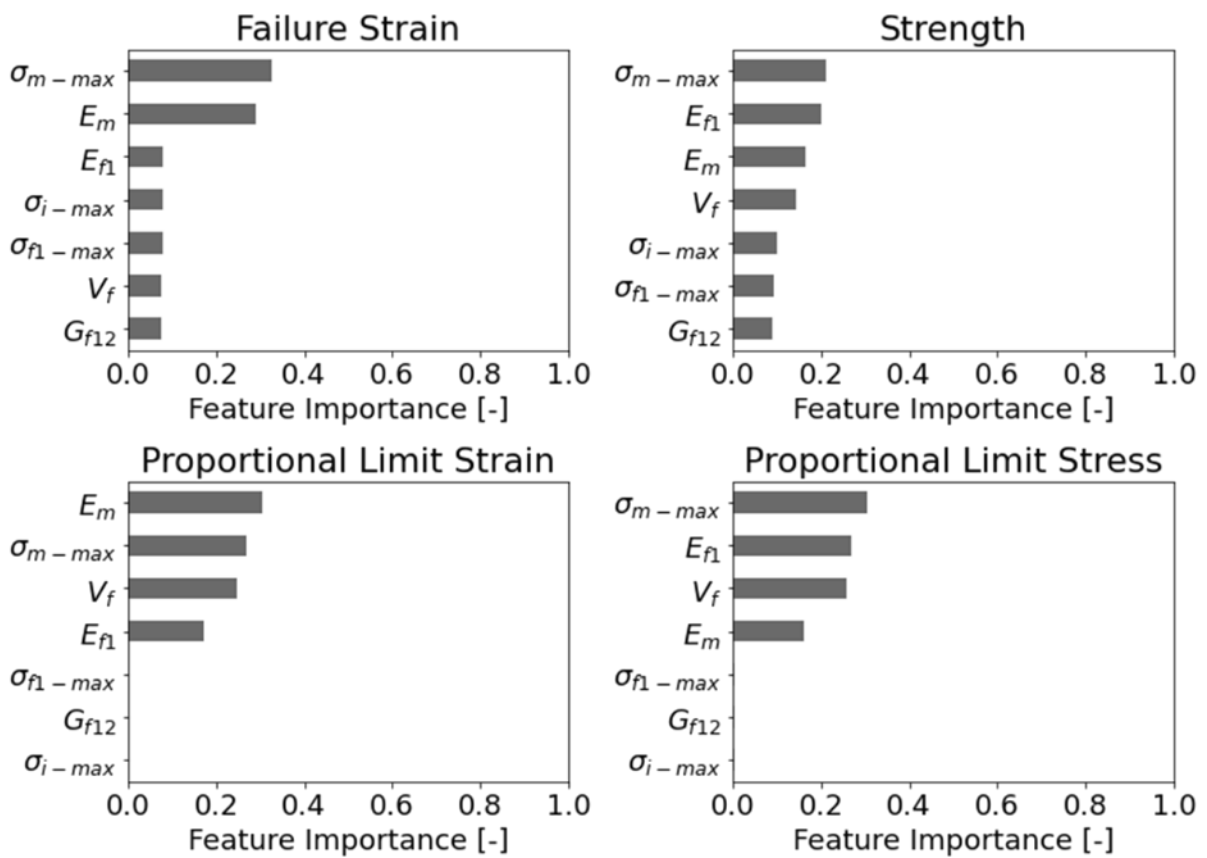 Failure Strain
σm − max
Em
Ef1
σi − max
σf1 − max
Vf
Gf12
0.0 0.2 0.4 0.6 0.8 1.0
Feature Importance [-]
Strength
σm − max
Ef1
Em
Vf
σi − max
σf1 − max
Gf12
0.0 0.2 0.4 0.6 0.8 1.0
Feature Importance [-]
Proportional Limit Strain
Em
σm − max
Vf
Ef1
σf1 − max
Gf12
σi − max
0.0 0.2 0.4 0.6 0.8 1.0
Feature Importance [-]
Proportional Limit Stress
σm − max
Ef1
Vf
Em
σf1 − max
Gf12
σi − max
0.0 0.2 0.4 0.6 0.8 1.0
Feature Importance [-]